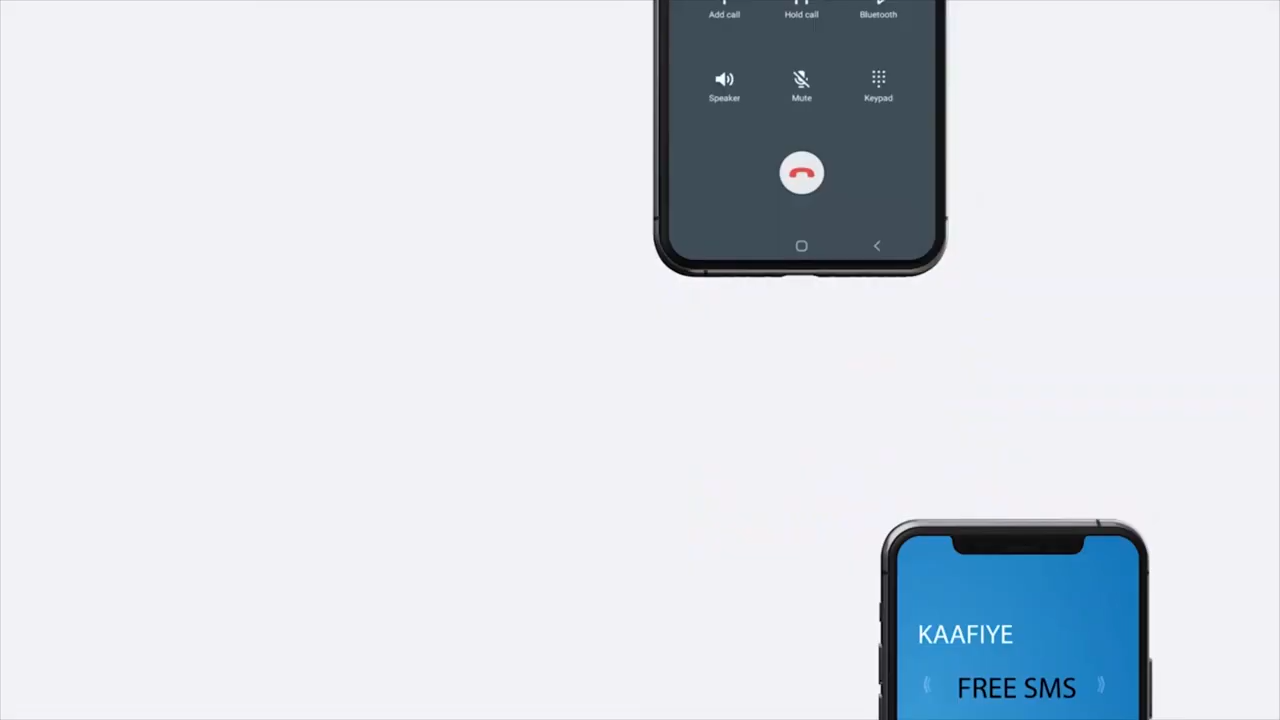 Add call Hold call Bluetooth
Speaker Mute Keypad
KAAFIYE
FREE SMS